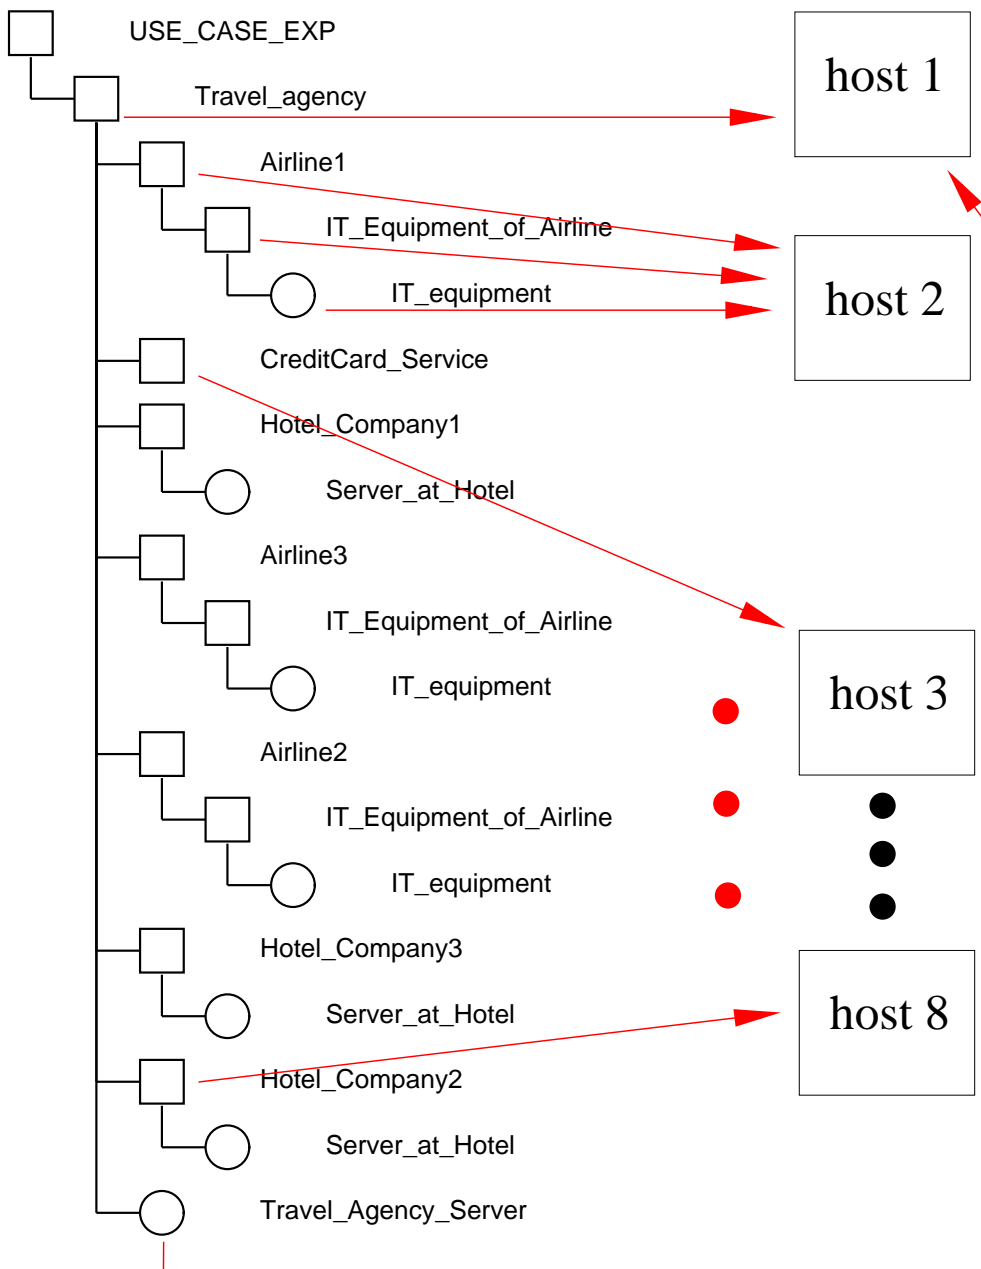 USE_CASE_EXP
Travel_agency
host 1
Airline1
IT_Equipment_of_Airline
IT_equipment
host 2
CreditCard_Service
Hotel_Company1
Server_at_Hotel
Airline3
IT_Equipment_of_Airline
IT_equipment
host 3
Airline2
IT_Equipment_of_Airline
IT_equipment
Hotel_Company3
Server_at_Hotel
host 8
Hotel_Company2
Server_at_Hotel
Travel_Agency_Server